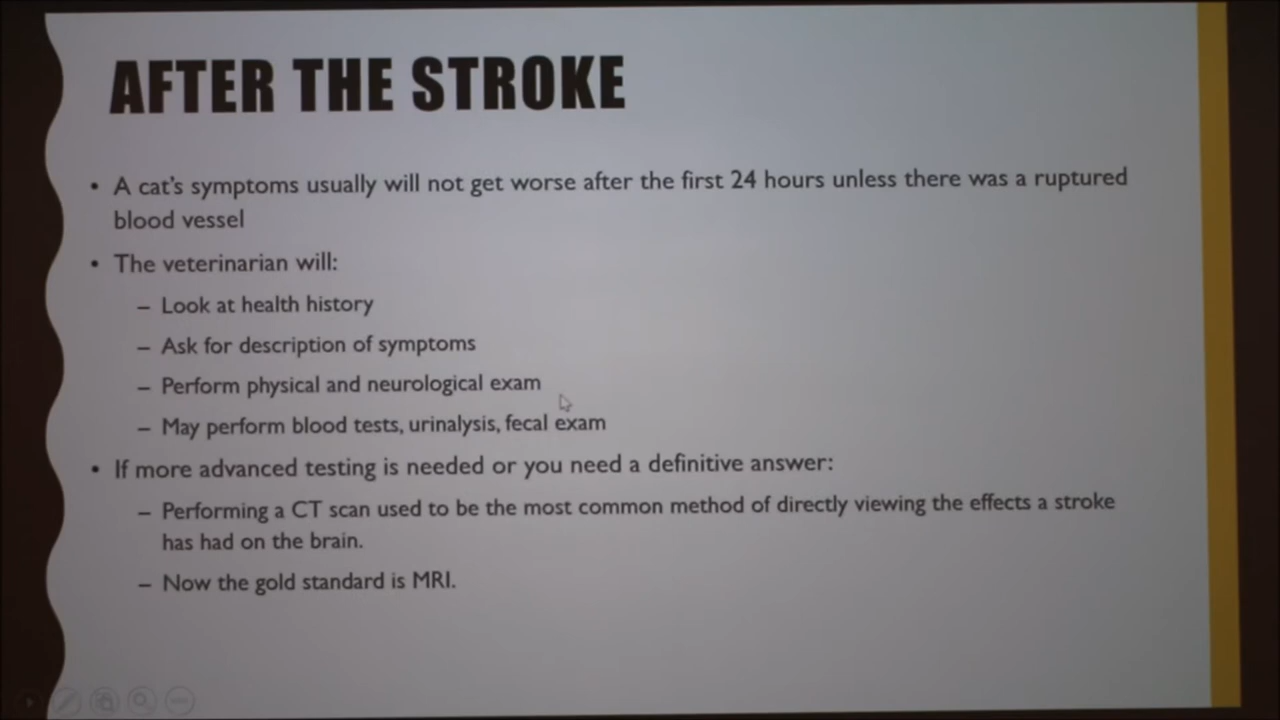 AFTER THE STROKE
• A cat's symptoms usually will not get worse after the first 24 hours unless there was a ruptured
blood vessel
• The veterinarian will:
– Look at health history
– Ask for description of symptoms
– Perform physical and neurological exam
– May perform blood tests, urinalysis, fecal exam
• If more advanced testing is needed or you need a definitive answer:
– Performing a CT scan used to be the most common method of directly viewing the effects a stroke
has had on the brain.
– Now the gold standard is MRI.